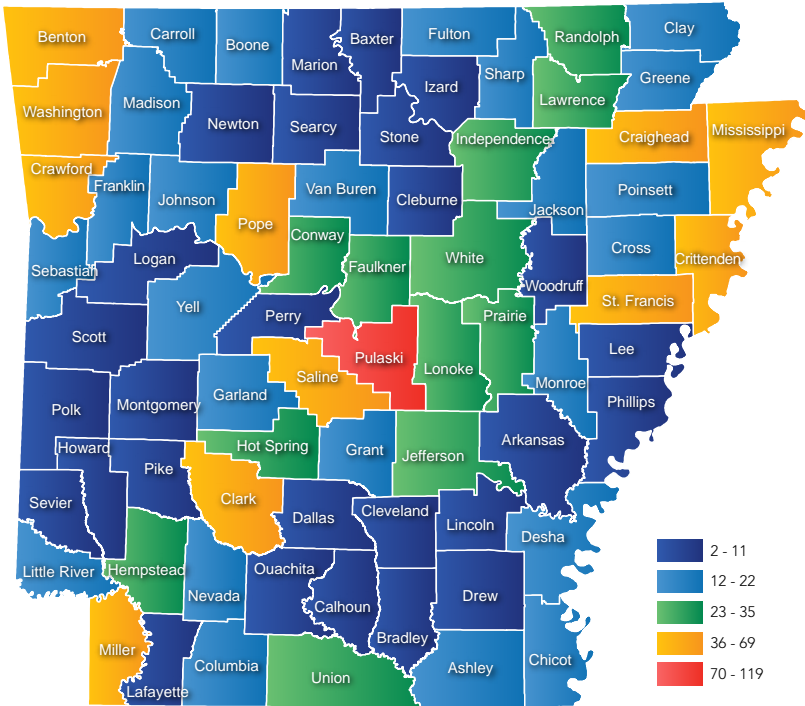 Benton
Carroll
Boone
Marion
Baxter
Fulton
Randolph
Clay
Washington
Madison
Newton
Searcy
Stone
Izard
Sharp
Lawrence
Greene
Independence
Craighead
Mississippi
Crawford
Franklin
Johnson
Pope
Van Buren
Cleburne
Jackson
Poinsett
Sebastian
Logan
Conway
Faulkner
White
Woodruff
Cross
Crittenden
Scott
Yell
Perry
Pulaski
Lonoke
Prairie
St. Francis
Lee
Polk
Montgomery
Garland
Saline
Monroe
Phillips
Howard
Pike
Hot Spring
Grant
Jefferson
Arkansas
Sevier
Clark
Dallas
Cleveland
Lincoln
Desha
Little River
Hempstead
Nevada
Ouachita
Calhoun
Bradley
Drew
Miller
Lafayette
Columbia
Union
Ashley
Chicot
2 - 11
12 - 22
23 - 35
36 - 69
70 - 119